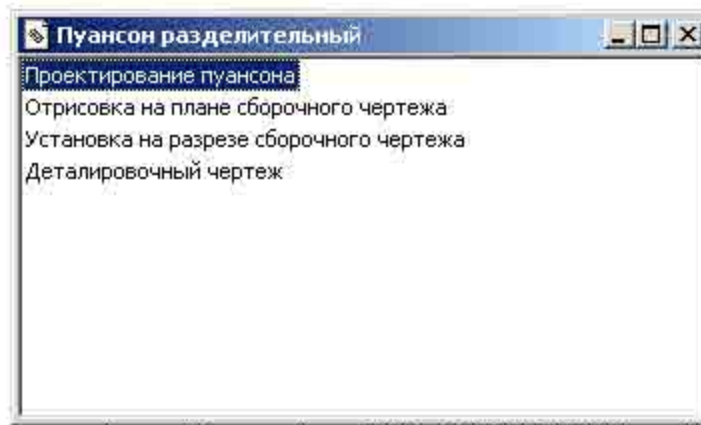 Пуансон разделительный
Проектирование пуансона
Отрисовка на плане сборочного чертежа
Установка на разрезе сборочного чертежа
Деталировочный чертеж